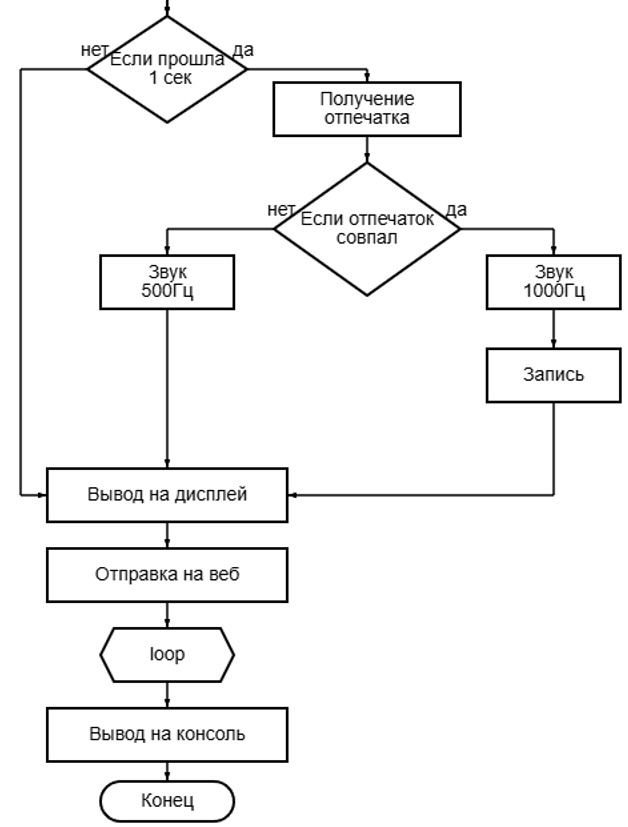 нет
Если прошла
1 сек
да
Получение
отпечатка
нет
Если отпечаток
совпал
да
Звук
500Гц
Звук
1000Гц
Запись
Вывод на дисплей
Отправка на веб
loop
Вывод на консоль
Конец